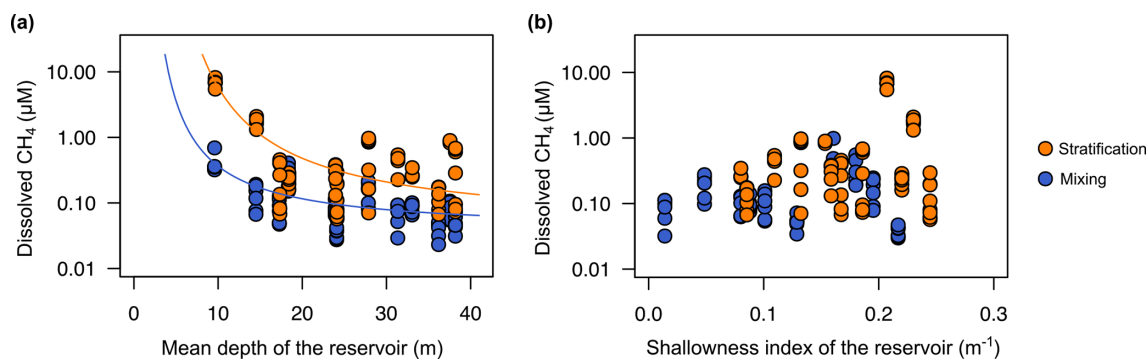 (a)
Dissolved CH₄ (µM)
10.00
1.00
0.10
0.01
0 10 20 30 40
Mean depth of the reservoir (m)
(b)
Dissolved CH₄ (µM)
10.00
1.00
0.10
0.01
0.0 0.1 0.2 0.3
Shallowness index of the reservoir (m⁻¹)
Stratification
Mixing